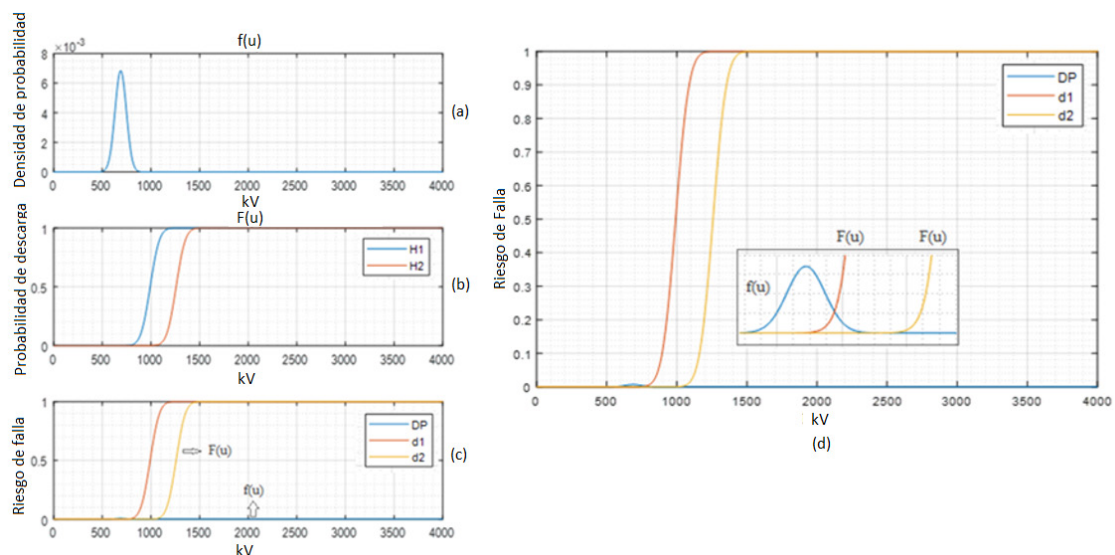 f(u)
×10⁻³
Densidad de probabilidad
8
6
4
2
0
0 500 1000 1500 2000 2500 3000 3500 4000
kV
(a)
F(u)
Probabilidad de descarga
1
0.5
0
H1
H2
0 500 1000 1500 2000 2500 3000 3500 4000
kV
(b)
Riesgo de falla
1
0.5
0
DP
d1
d2
F(u)
f(u)
0 500 1000 1500 2000 2500 3000 3500 4000
kV
(c)
Riesgo de Falla
1
0.9
0.8
0.7
0.6
0.5
0.4
0.3
0.2
0.1
0
DP
d1
d2
F(u) F(u)
f(u)
0 500 1000 1500 2000 2500 3000 3500 4000
kV
(d)